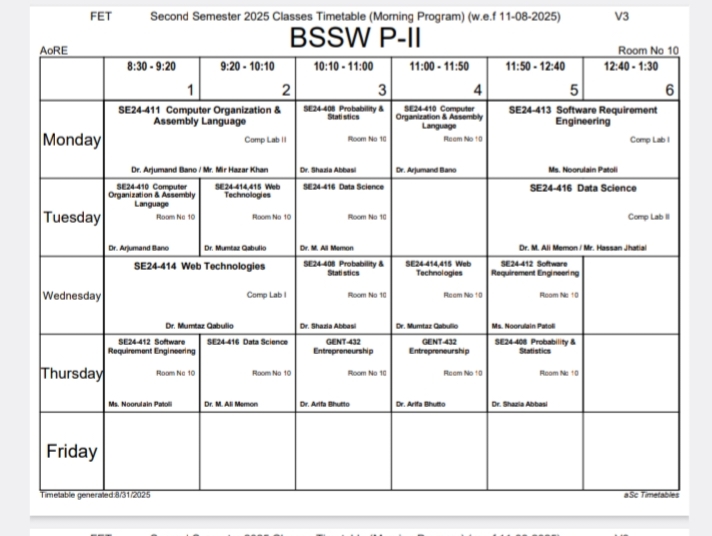 FET Second Semester 2025 Classes Timetable (Morning Program) (w.e.f 11-08-2025) V3
BSSW P-II
AoRE Room No 10
8:30 - 9:20 9:20 - 10:10 10:10 - 11:00 11:00 - 11:50 11:50 - 12:40 12:40 - 1:30
1 2 3 4 5 6
Monday
SE24-411 Computer Organization &
Assembly Language
Comp Lab II
Dr. Arjumand Bano / Mr. Mir Hazar Khan
SE24-408 Probability &
Statistics
Room No 10
Dr. Shazia Abbasi
SE24-410 Computer
Organization & Assembly
Language
Room No 10
Dr. Arjumand Bano
SE24-413 Software Requirement
Engineering
Comp Lab I
Ms. Noorulain Patoli
Tuesday
SE24-410 Computer
Organization & Assembly
Language
Room No 10
Dr. Arjumand Bano
SE24-414,415 Web
Technologies
Room No 10
Dr. Mumtaz Qabulio
SE24-416 Data Science
Room No 10
Dr. M. Ali Memon
SE24-416 Data Science
Comp Lab II
Dr. M. Ali Memon / Mr. Hassan Jhatial
Wednesday
SE24-414 Web Technologies
Comp Lab I
Dr. Mumtaz Qabulio
SE24-408 Probability &
Statistics
Room No 10
Dr. Shazia Abbasi
SE24-414,415 Web
Technologies
Room No 10
Dr. Mumtaz Qabulio
SE24-412 Software
Requirement Engineering
Room No 10
Ms. Noorulain Patoli
Thursday
SE24-412 Software
Requirement Engineering
Room No 10
Ms. Noorulain Patoli
SE24-416 Data Science
Room No 10
Dr. M. Ali Memon
GENT-432
Entrepreneurship
Room No 10
Dr. Arifa Bhutto
GENT-432
Entrepreneurship
Room No 10
Dr. Arifa Bhutto
SE24-408 Probability &
Statistics
Room No 10
Dr. Shazia Abbasi
Friday
Timetable generated:8/31/2025 aSc Timetables